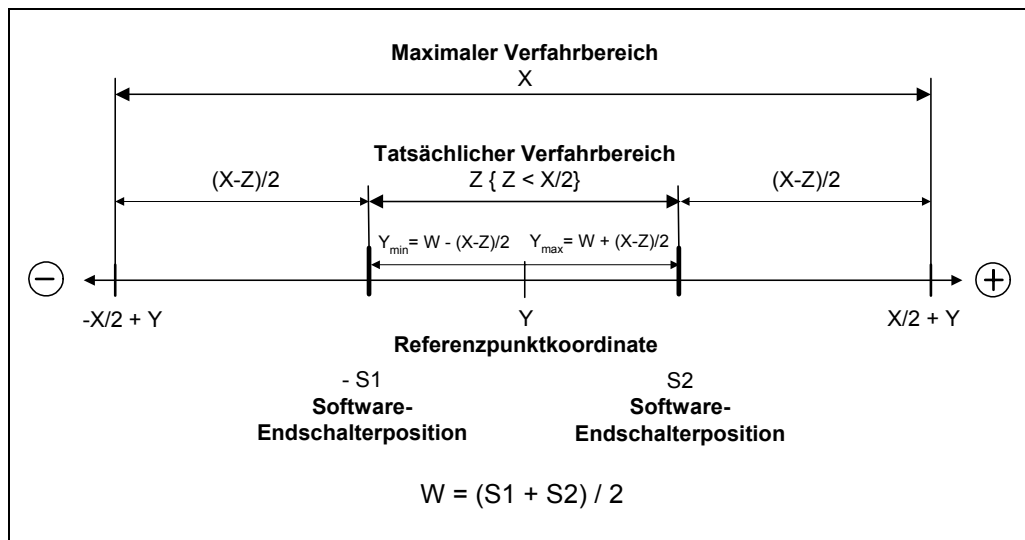 Maximaler Verfahrbereich
X
Tatsächlicher Verfahrbereich
(X-Z)/2
Z { Z < X/2}
(X-Z)/2
Ymin= W - (X-Z)/2
Ymax= W + (X-Z)/2
−
+
-X/2 + Y
Y
X/2 + Y
Referenzpunktkoordinate
- S1
S2
Software-
Endschalterposition
Software-
Endschalterposition
W = (S1 + S2) / 2